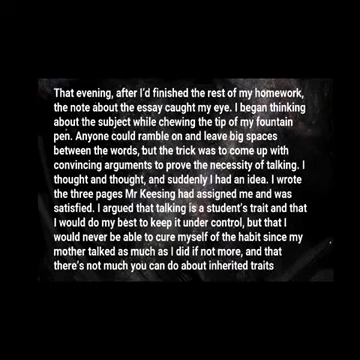 That evening, after I'd finished the rest of my homework,
the note about the essay caught my eye. I began thinking
about the subject while chewing the tip of my fountain
pen. Anyone could ramble on and leave big spaces
between the words, but the trick was to come up with
convincing arguments to prove the necessity of talking. I
thought and thought, and suddenly I had an idea. I wrote
the three pages Mr Keesing had assigned me and was
satisfied. I argued that talking is a student's trait and that
I would do my best to keep it under control, but that I
would never be able to cure myself of the habit since my
mother talked as much as I did if not more, and that
there's not much you can do about inherited traits